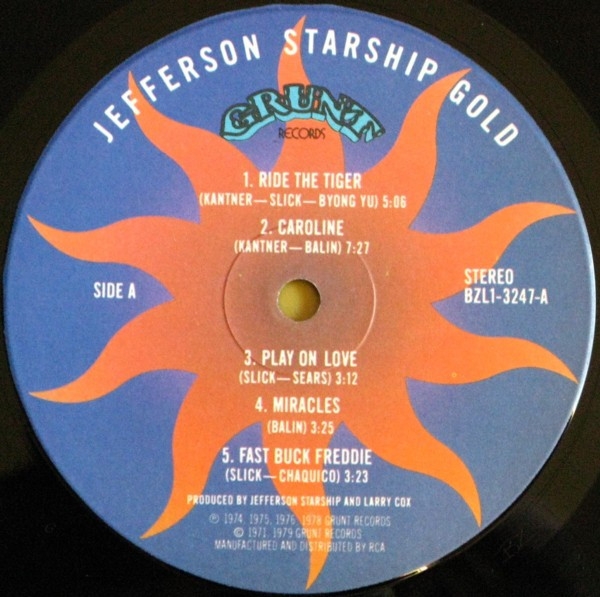 JEFFERSON STARSHIP GOLD
GRUNT
RECORDS
1. RIDE THE TIGER
(KANTNER—SLICK—BYONG YU) 5:06
2. CAROLINE
(KANTNER—BALIN) 7:27
SIDE A
STEREO
BZL1-3247-A
3. PLAY ON LOVE
(SLICK—SEARS) 3:12
4. MIRACLES
(BALIN) 3:25
5. FAST BUCK FREDDIE
(SLICK—CHAQUICO) 3:23
PRODUCED BY JEFFERSON STARSHIP AND LARRY COX
℗ 1974, 1975, 1976, 1978 GRUNT RECORDS
© 1971, 1979 GRUNT RECORDS
MANUFACTURED AND DISTRIBUTED BY RCA